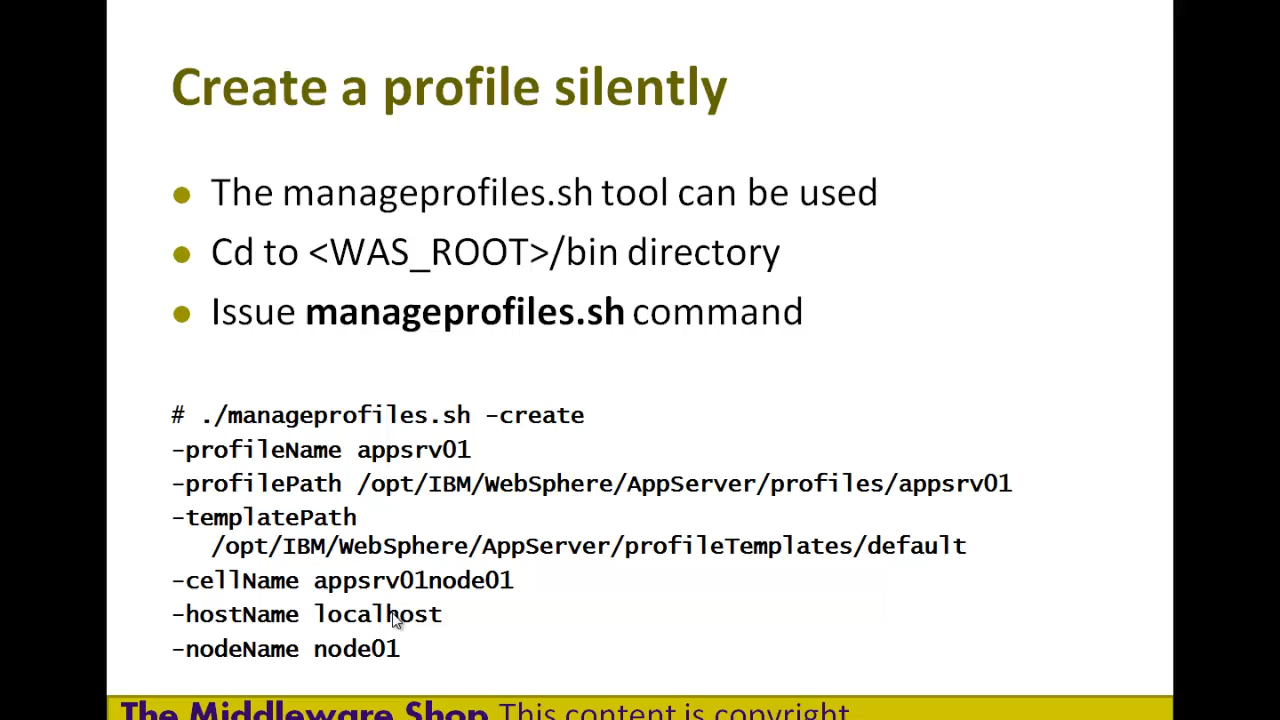 Create a profile silently
The manageprofiles.sh tool can be used
Cd to <WAS_ROOT>/bin directory
Issue manageprofiles.sh command
# ./manageprofiles.sh -create
-profileName appsrv01
-profilePath /opt/IBM/WebSphere/AppServer/profiles/appsrv01
-templatePath
/opt/IBM/WebSphere/AppServer/profileTemplates/default
-cellName appsrv01node01
-hostName localhost
-nodeName node01
The Middleware Shop This content is copyright